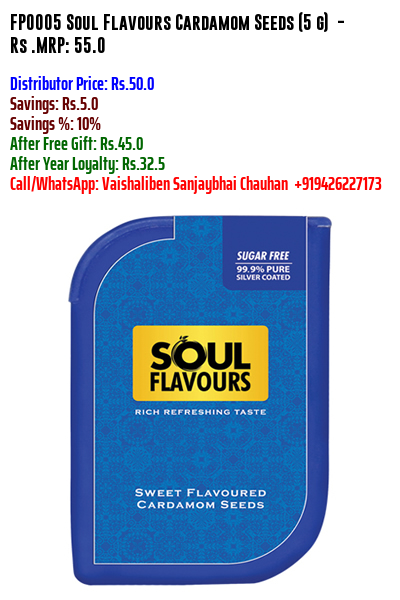 FP0005 Soul Flavours Cardamom Seeds (5 g) -
Rs .MRP: 55.0
Distributor Price: Rs.50.0
Savings: Rs.5.0
Savings %: 10%
After Free Gift: Rs.45.0
After Year Loyalty: Rs.32.5
Call/WhatsApp: Vaishaliben Sanjaybhai Chauhan +919426227173
SUGAR FREE
99.9% PURE
SILVER COATED
SOUL
FLAVOURS
RICH REFRESHING TASTE
SWEET FLAVOURED
CARDAMOM SEEDS